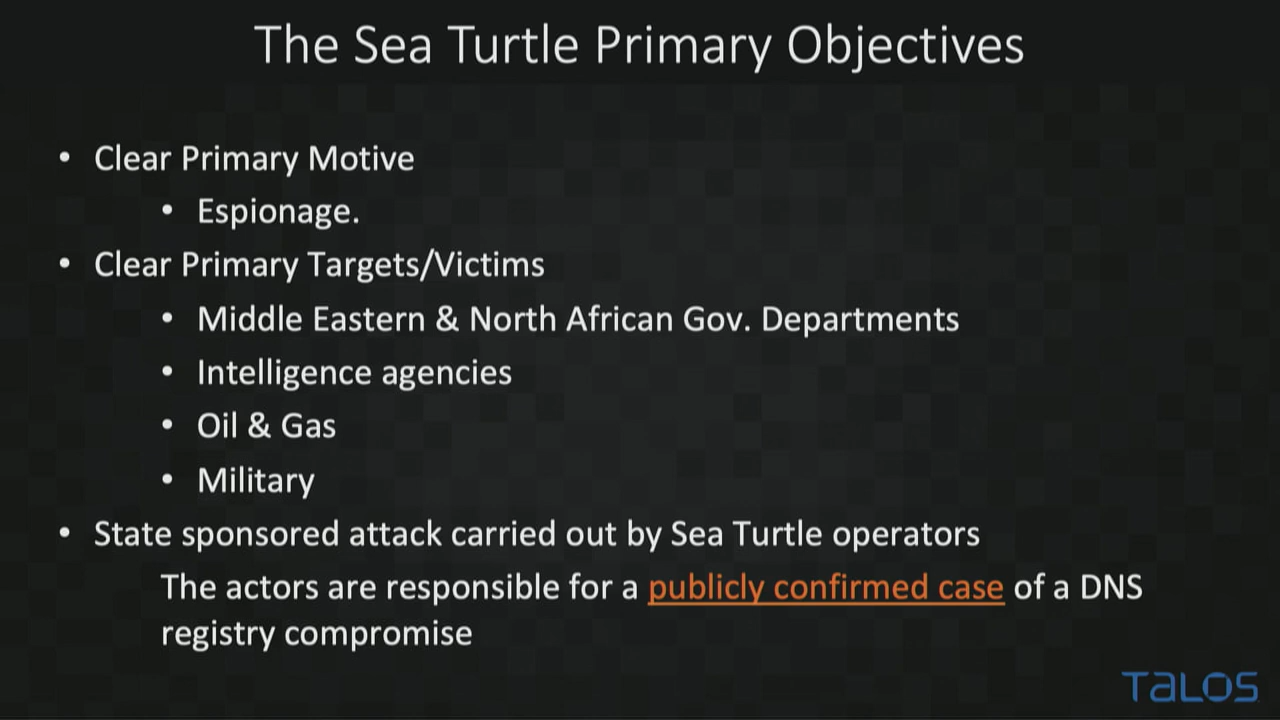 The Sea Turtle Primary Objectives
• Clear Primary Motive
• Espionage.
• Clear Primary Targets/Victims
• Middle Eastern & North African Gov. Departments
• Intelligence agencies
• Oil & Gas
• Military
• State sponsored attack carried out by Sea Turtle operators
The actors are responsible for a publicly confirmed case of a DNS
registry compromise
TALOS